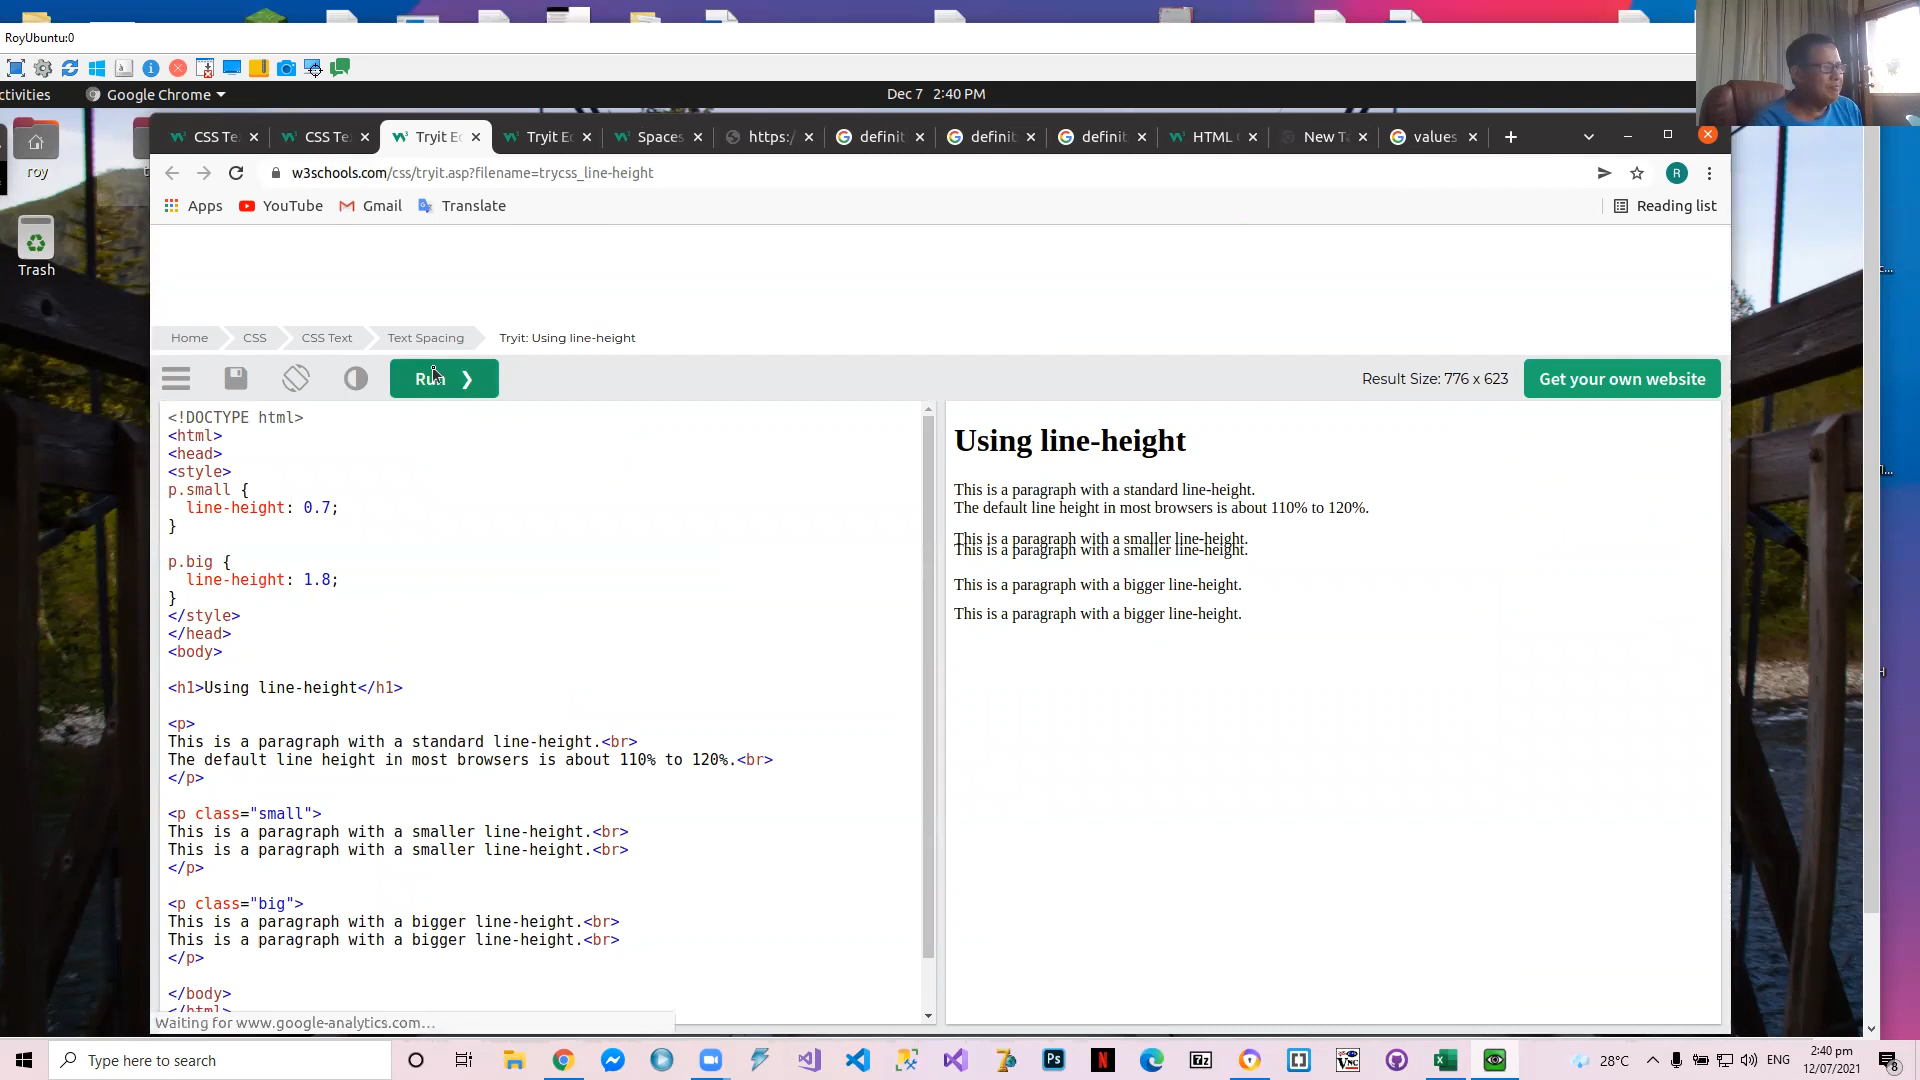 RoyUbuntu:0
ctivities
Google Chrome
Dec 7 2:40 PM
CSS Te
CSS Te
Tryit Ec
Tryit Ec
Spaces
https:/
definit
definit
definit
HTML
New T
values
w3schools.com/css/tryit.asp?filename=trycss_line-height
R
Apps
YouTube
Gmail
Translate
Reading list
roy
Trash
Home
CSS
CSS Text
Text Spacing
Tryit: Using line-height
Run ❯
Result Size: 776 x 623
Get your own website
<!DOCTYPE html>
<html>
<head>
<style>
p.small {
line-height: 0.7;
}
p.big {
line-height: 1.8;
}
</style>
</head>
<body>
<h1>Using line-height</h1>
<p>
This is a paragraph with a standard line-height.<br>
The default line height in most browsers is about 110% to 120%.<br>
</p>
<p class="small">
This is a paragraph with a smaller line-height.<br>
This is a paragraph with a smaller line-height.<br>
</p>
<p class="big">
This is a paragraph with a bigger line-height.<br>
This is a paragraph with a bigger line-height.<br>
</p>
</body>
</html>
Using line-height
This is a paragraph with a standard line-height.
The default line height in most browsers is about 110% to 120%.
This is a paragraph with a smaller line-height.
This is a paragraph with a smaller line-height.
This is a paragraph with a bigger line-height.
This is a paragraph with a bigger line-height.
Waiting for www.google-analytics.com...
Type here to search
Ps
N
7z
28°C
ENG
2:40 pm
12/07/2021
8